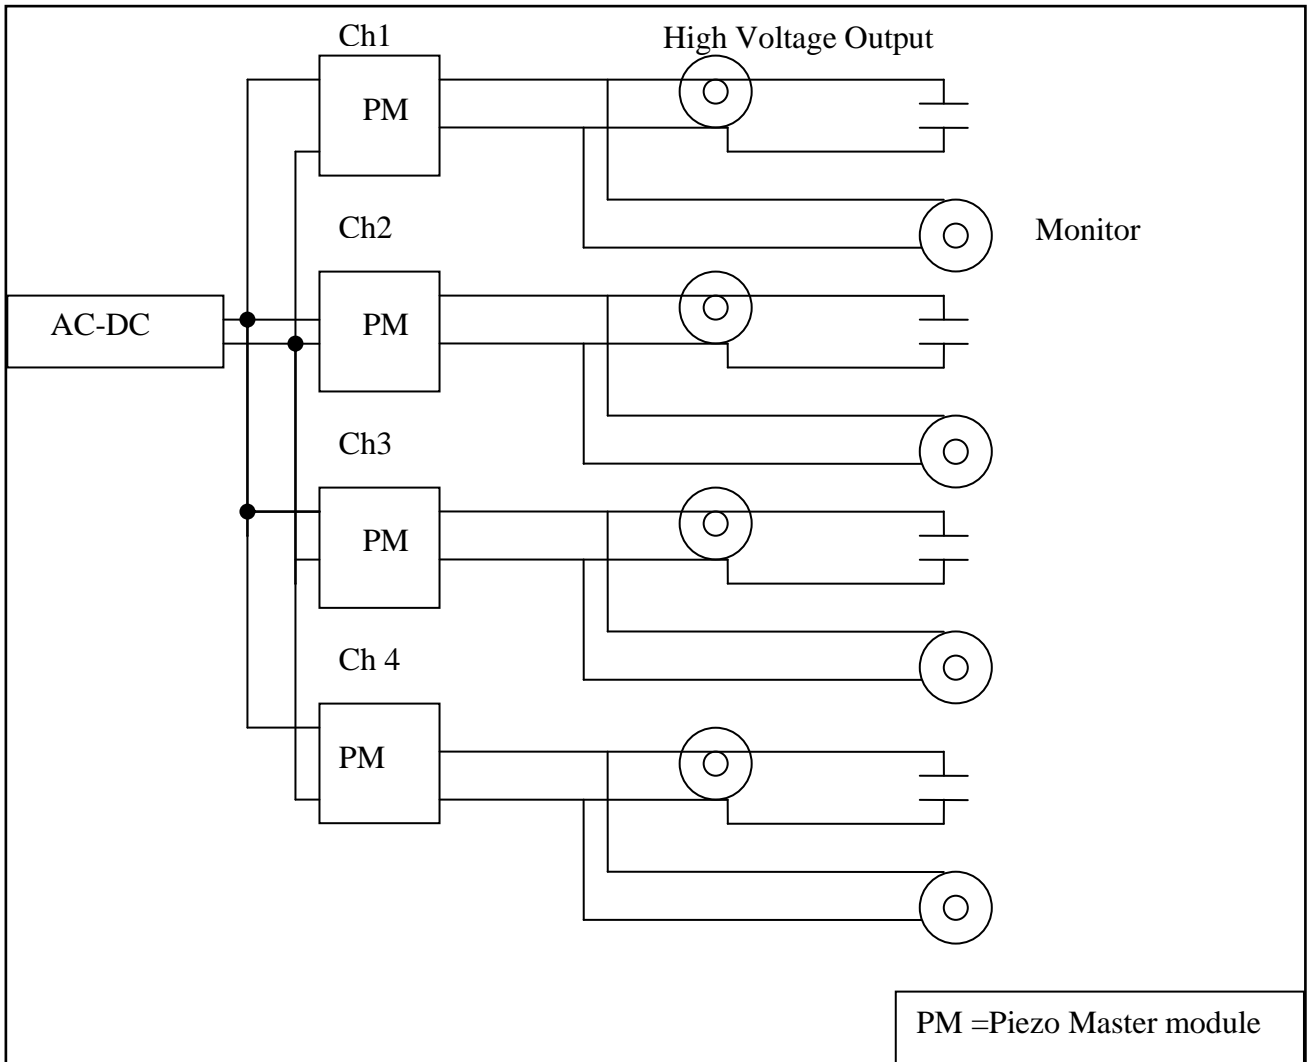 Ch1
High Voltage Output
PM
Ch2
Monitor
AC-DC
PM
Ch3
PM
Ch 4
PM
PM =Piezo Master module